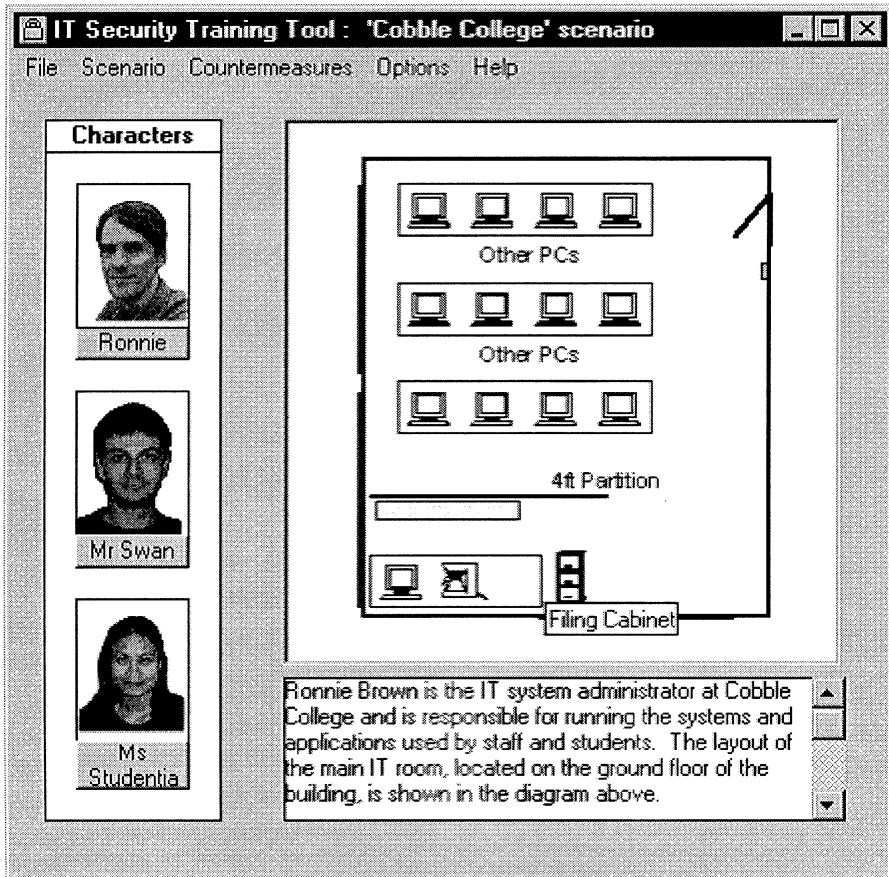 IT Security Training Tool : 'Cobble College' scenario
File Scenario Countermeasures Options Help
Characters
Ronnie
Mr Swan
Ms
Studentia
Other PCs
Other PCs
4ft Partition
Filing Cabinet
Ronnie Brown is the IT system administrator at Cobble
College and is responsible for running the systems and
applications used by staff and students. The layout of
the main IT room, located on the ground floor of the
building, is shown in the diagram above.